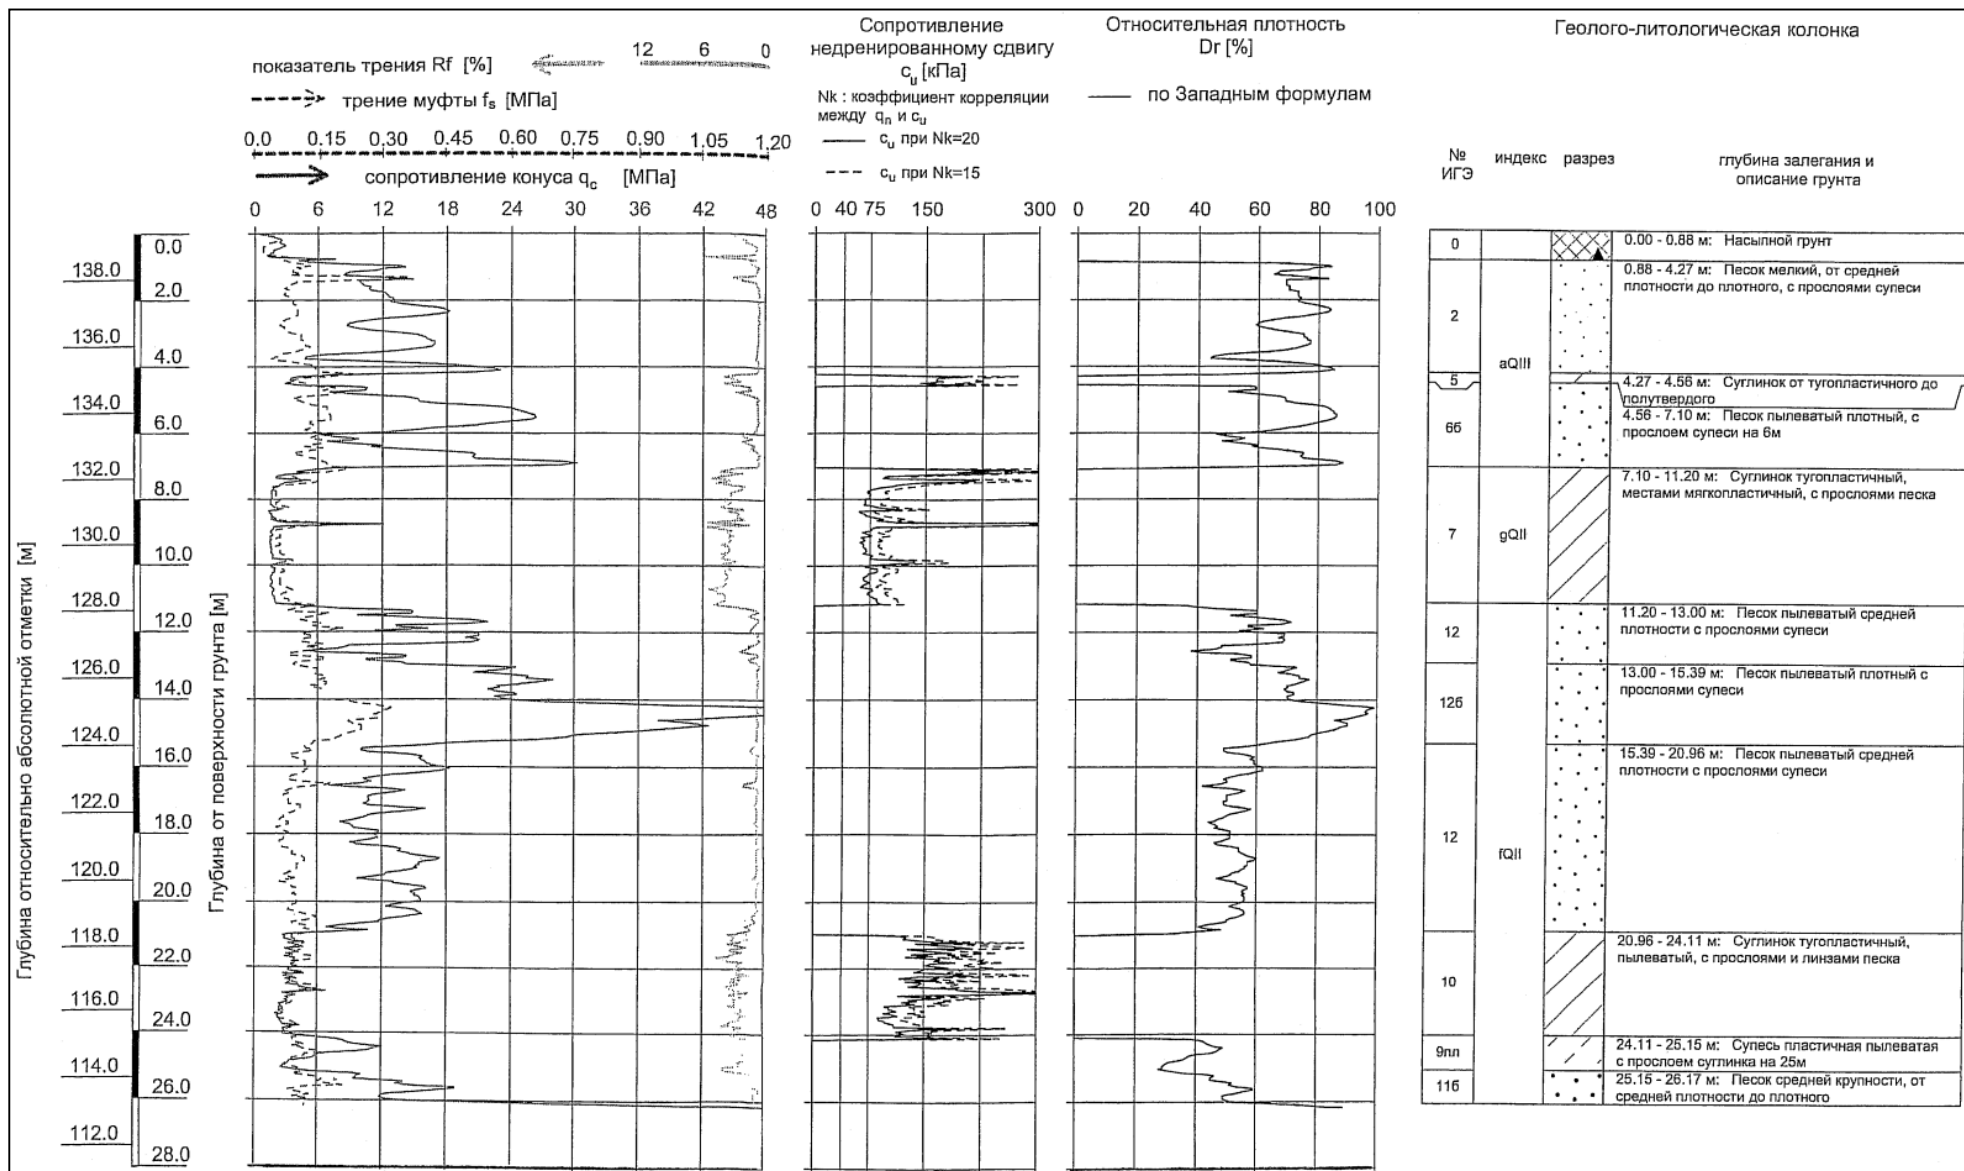 показатель трения Rf [%]
12 6 0
трение муфты fs [МПа]
0.0 0.15 0.30 0.45 0.60 0.75 0.90 1.05 1.20
сопротивление конуса qc [МПа]
0 6 12 18 24 30 36 42 48
Сопротивление
недренированному сдвигу
cu [кПа]
Nk : коэффициент корреляции
между qn и cu
cu при Nk=20
cu при Nk=15
0 40 75 150 300
Относительная плотность
Dr [%]
по Западным формулам
0 20 40 60 80 100
Геолого-литологическая колонка
№
ИГЭ
индекс
разрез
глубина залегания и
описание грунта
Глубина относительно абсолютной отметки [м]
138.0
136.0
134.0
132.0
130.0
128.0
126.0
124.0
122.0
120.0
118.0
116.0
114.0
112.0
Глубина от поверхности грунта [м]
0.0
2.0
4.0
6.0
8.0
10.0
12.0
14.0
16.0
18.0
20.0
22.0
24.0
26.0
28.0
0
0.00 - 0.88 м: Насыпной грунт
2
0.88 - 4.27 м: Песок мелкий, от средней
плотности до плотного, с прослоями супеси
aQIII
5
4.27 - 4.56 м: Суглинок от тугопластичного до
полутвердого
6б
4.56 - 7.10 м: Песок пылеватый плотный, с
прослоем супеси на 6м
7
gQII
7.10 - 11.20 м: Суглинок тугопластичный,
местами мягкопластичный, с прослоями песка
12
11.20 - 13.00 м: Песок пылеватый средней
плотности с прослоями супеси
12б
13.00 - 15.39 м: Песок пылеватый плотный с
прослоями супеси
12
fQII
15.39 - 20.96 м: Песок пылеватый средней
плотности с прослоями супеси
10
20.96 - 24.11 м: Суглинок тугопластичный,
пылеватый, с прослоями и линзами песка
9пл
24.11 - 25.15 м: Супесь пластичная пылеватая
с прослоем суглинка на 25м
11б
25.15 - 26.17 м: Песок средней крупности, от
средней плотности до плотного